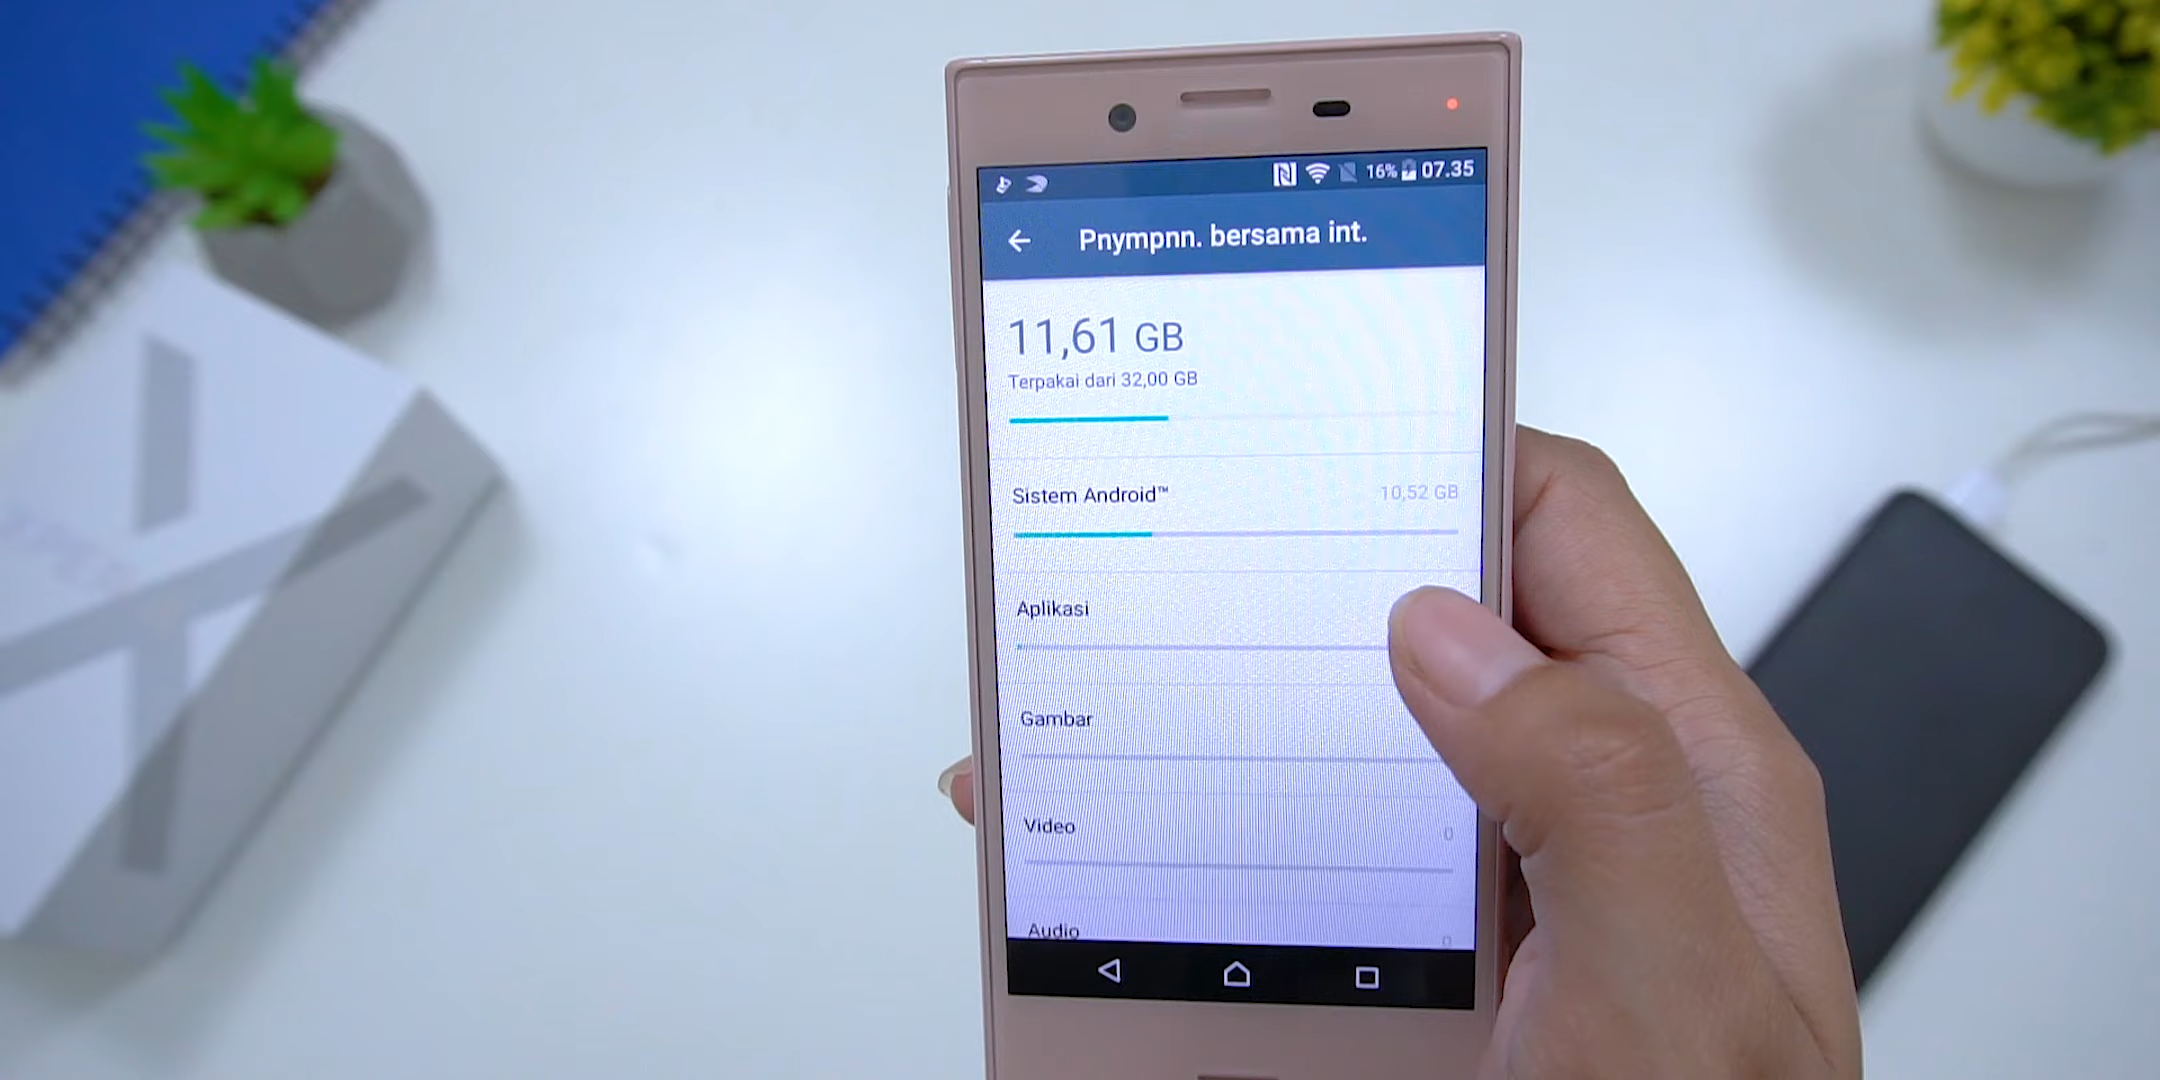 16% 07.35
Pnympnn. bersama int.
11,61 GB
Terpakai dari 32,00 GB
Sistem Android™ 10,52 GB
Aplikasi
Gambar
Video 0
Audio 0